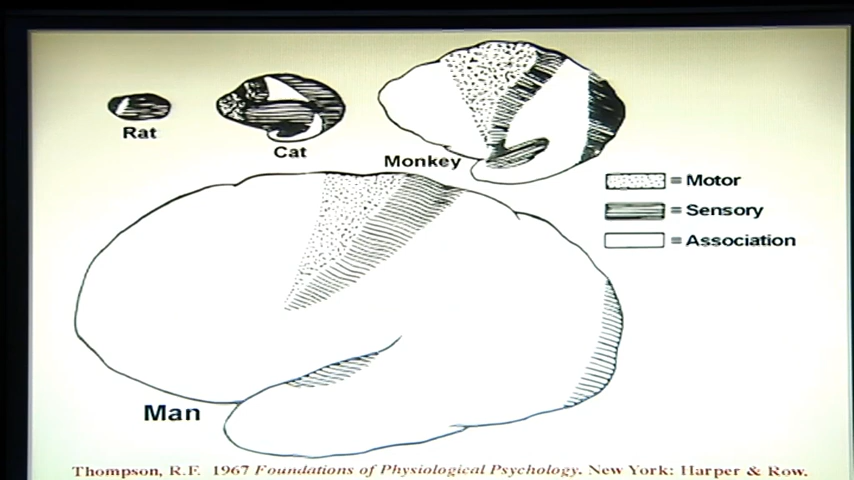 Rat
Cat
Monkey
= Motor
= Sensory
= Association
Man
Thompson, R.F. 1967 Foundations of Physiological Psychology. New York: Harper & Row.